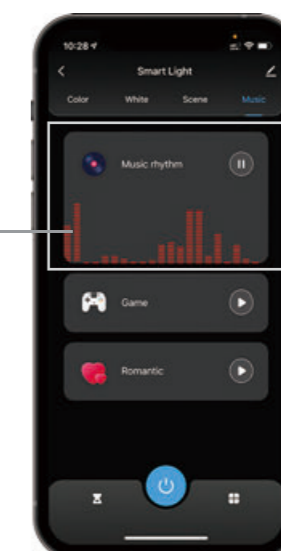 10:28
Smart Light
Color White Scene Music
Music rhythm
Game
Romantic